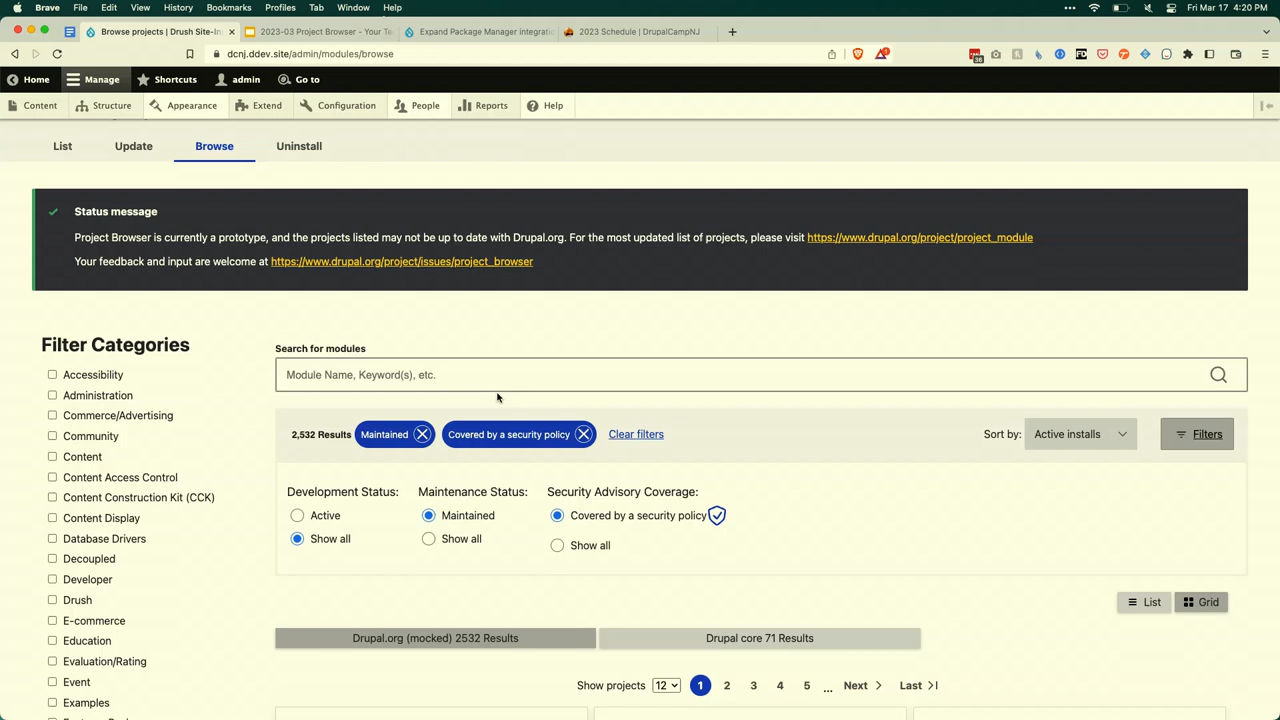 Brave File Edit View History Bookmarks Profiles Tab Window Help
Fri Mar 17 4:20 PM
Browse projects | Drush Site-In
2023-03 Project Browser - Your Te
Expand Package Manager integrati
2023 Schedule | DrupalCampNJ
dcnj.ddev.site/admin/modules/browse
Home Manage Shortcuts admin Go to
Content Structure Appearance Extend Configuration People Reports Help
List Update Browse Uninstall
Status message
Project Browser is currently a prototype, and the projects listed may not be up to date with Drupal.org. For the most updated list of projects, please visit https://www.drupal.org/project/project_module
Your feedback and input are welcome at https://www.drupal.org/project/issues/project_browser
Filter Categories
Accessibility
Administration
Commerce/Advertising
Community
Content
Content Access Control
Content Construction Kit (CCK)
Content Display
Database Drivers
Decoupled
Developer
Drush
E-commerce
Education
Evaluation/Rating
Event
Examples
Search for modules
Module Name, Keyword(s), etc.
2,532 Results Maintained Covered by a security policy Clear filters Sort by: Active installs Filters
Development Status: Maintenance Status: Security Advisory Coverage:
Active Maintained Covered by a security policy
Show all Show all Show all
List Grid
Drupal.org (mocked) 2532 Results Drupal core 71 Results
Show projects 12 1 2 3 4 5 ... Next Last